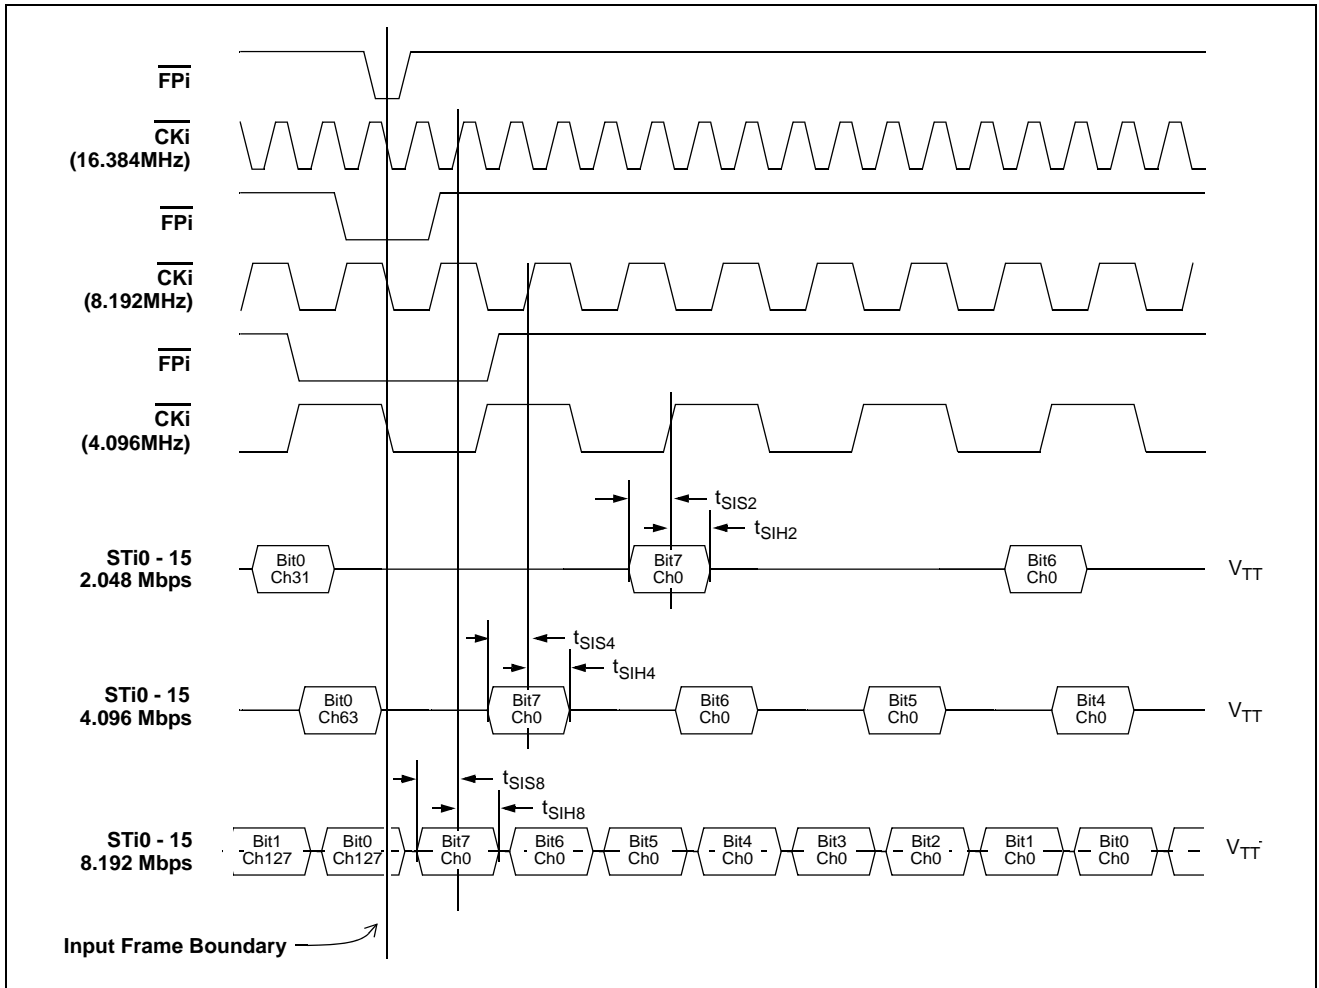 FPi
CKi
(16.384MHz)
FPi
CKi
(8.192MHz)
FPi
CKi
(4.096MHz)
tSIS2
tSIH2
STi0 - 15
2.048 Mbps
Bit0
Ch31
Bit7
Ch0
Bit6
Ch0
VTT
tSIS4
tSIH4
STi0 - 15
4.096 Mbps
Bit0
Ch63
Bit7
Ch0
Bit6
Ch0
Bit5
Ch0
Bit4
Ch0
VTT
tSIS8
tSIH8
STi0 - 15
8.192 Mbps
Bit1
Ch127
Bit0
Ch127
Bit7
Ch0
Bit6
Ch0
Bit5
Ch0
Bit4
Ch0
Bit3
Ch0
Bit2
Ch0
Bit1
Ch0
Bit0
Ch0
VTT
Input Frame Boundary